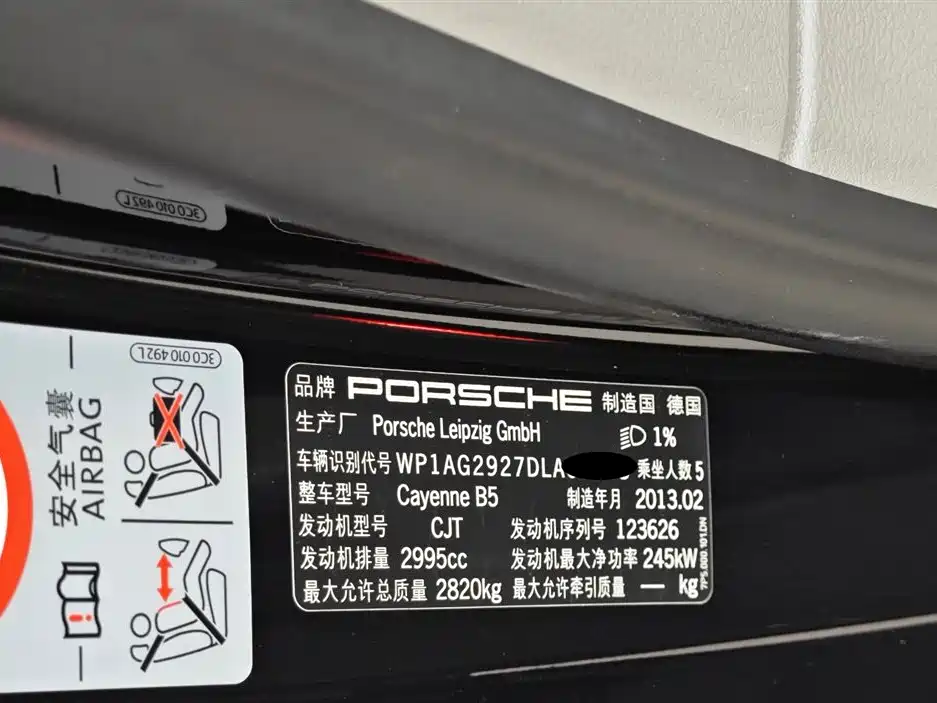 3C0 010 492 L
3C0 010 492 L
安全气囊
AIRBAG
品牌 PORSCHE 制造国 德国
生产厂 Porsche Leipzig GmbH 1%
车辆识别代号 WP1AG2927DLA 乘坐人数 5
整车型号 Cayenne B5 制造年月 2013.02
发动机型号 CJT 发动机序列号 123626
发动机排量 2995cc 发动机最大净功率 245kW
最大允许总质量 2820kg 最大允许牵引质量 — kg
7P5.000.101.DN